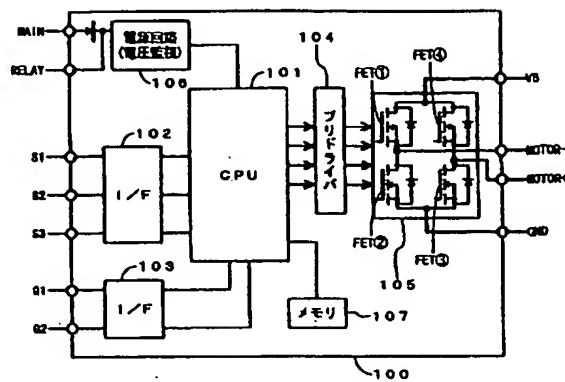 MAIN
RELAY
電源回路
(電圧監視)
106
101
104
FET①
FET④
VB
102
S1
S2
S3
I/F
CPU
プリドライバ
MOTOR
MOTOR
FET②
FET③
GND
105
103
G1
G2
I/F
メモリ
107
100